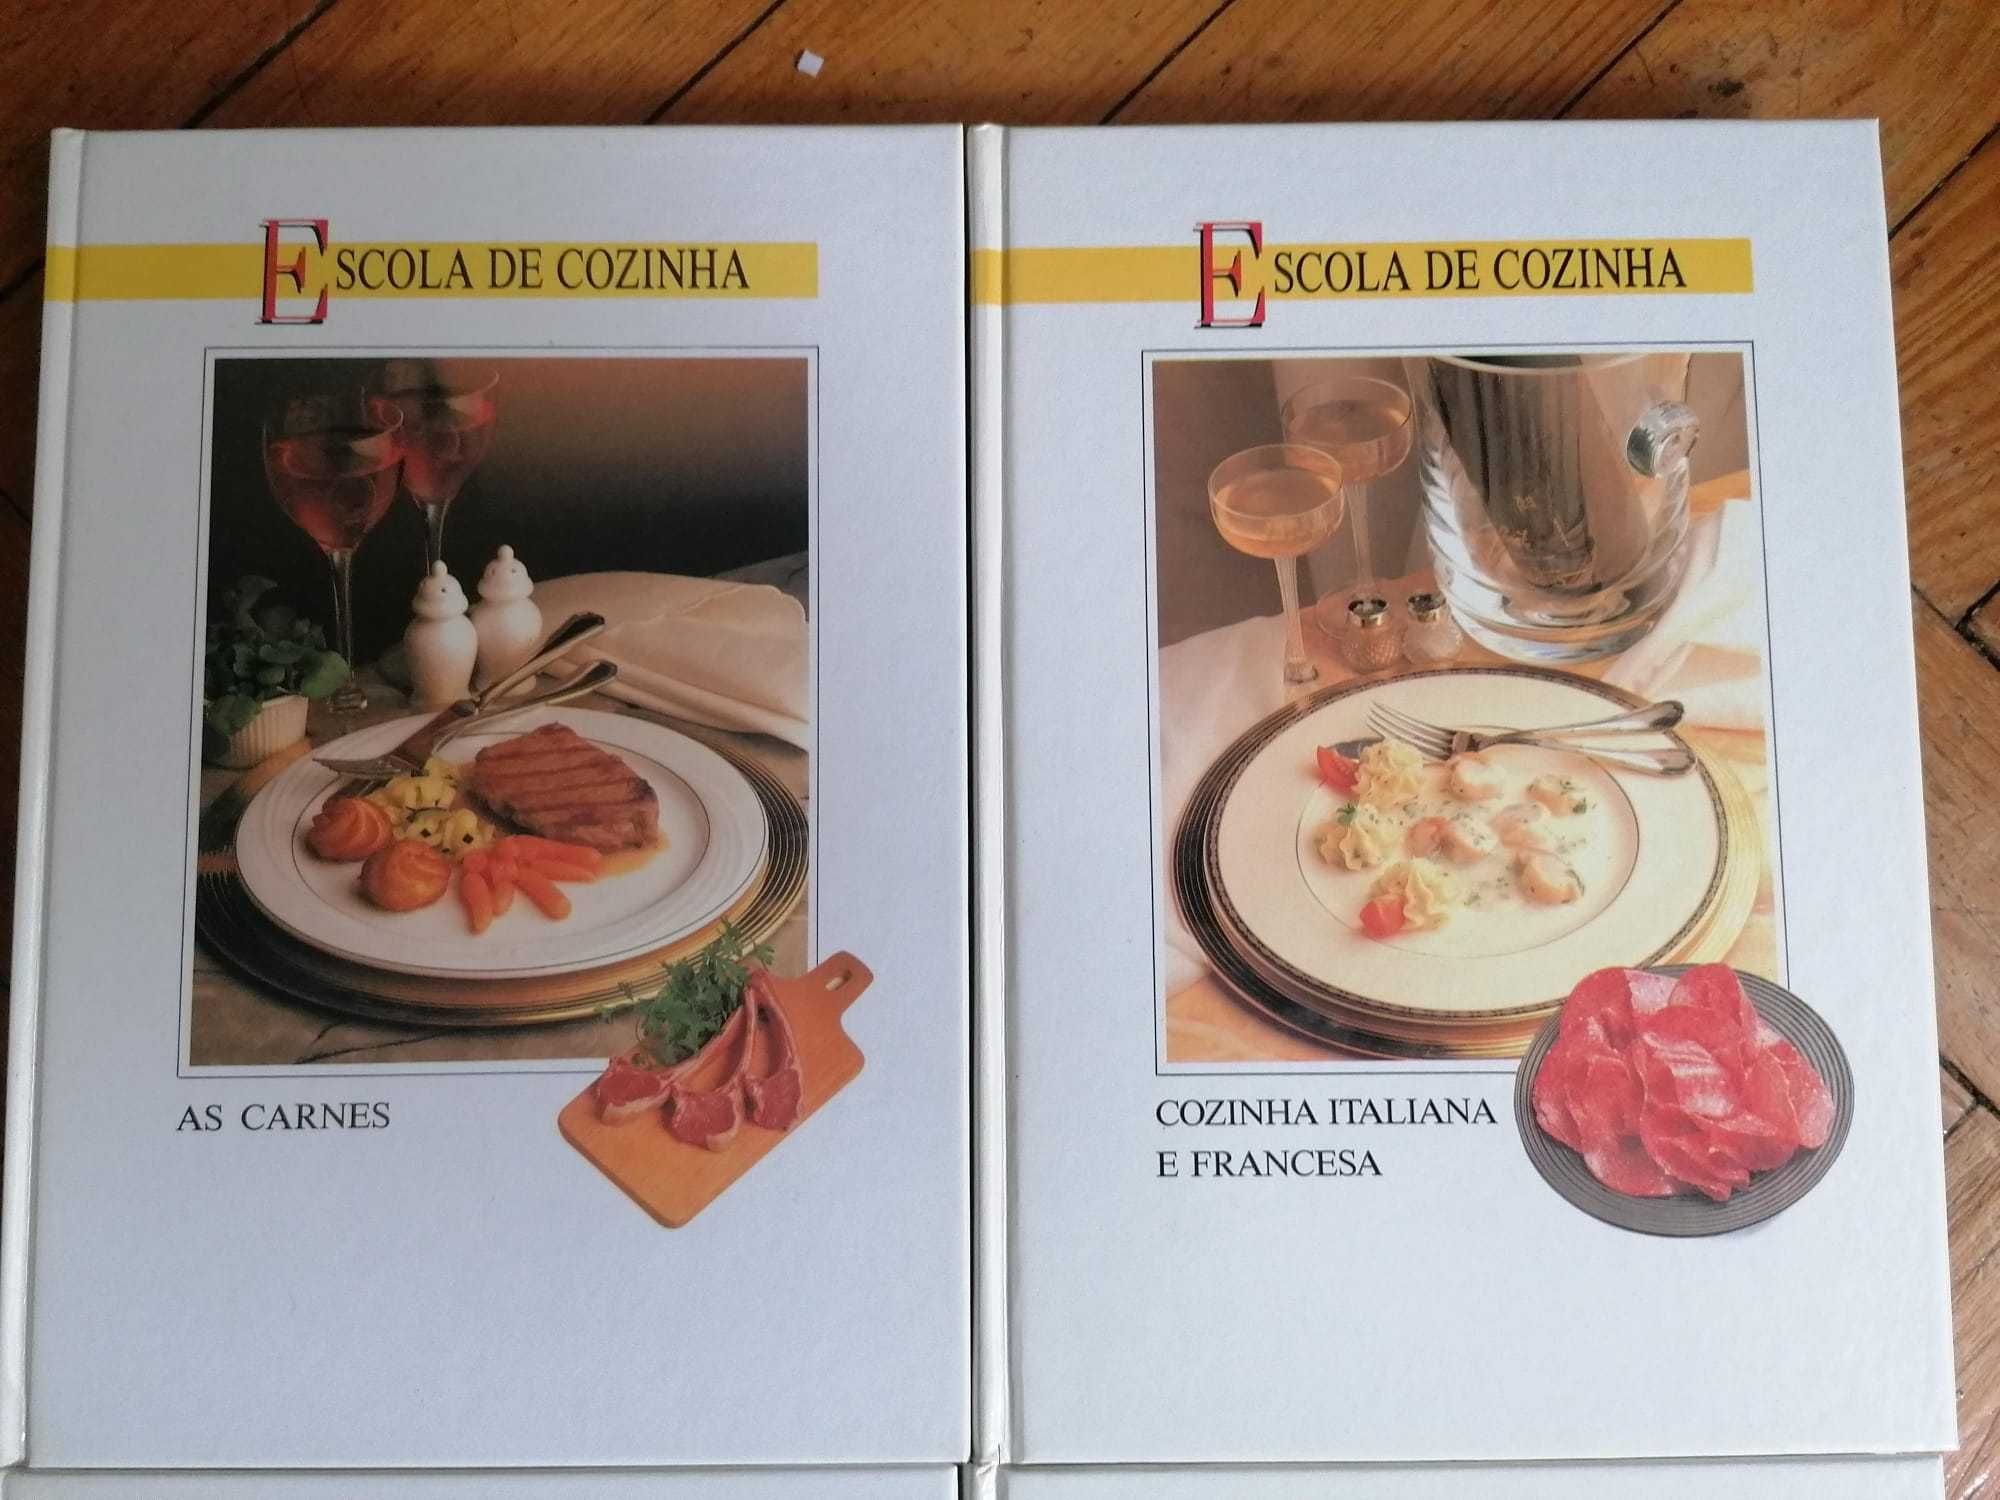 ESCOLA DE COZINHA
AS CARNES
ESCOLA DE COZINHA
COZINHA ITALIANA
E FRANCESA